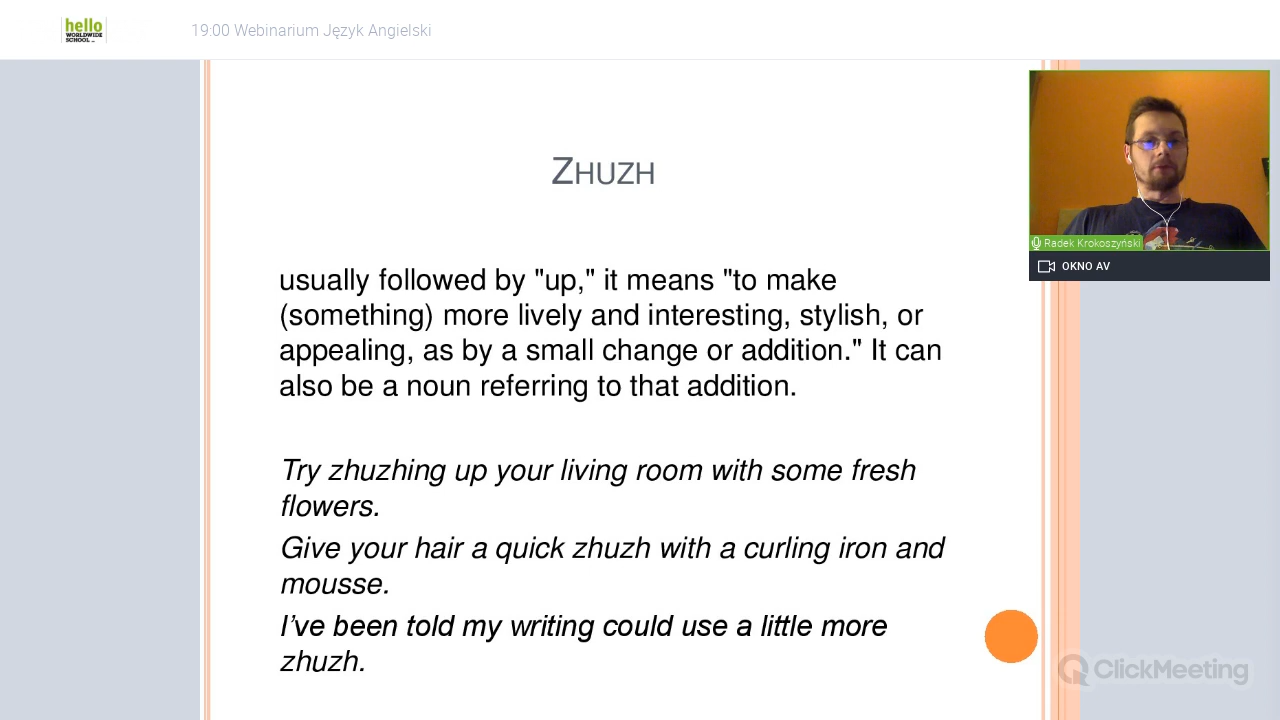 hello
WORLDWIDE
SCHOOL
19:00 Webinarium Język Angielski
ZHUZH
usually followed by "up," it means "to make
(something) more lively and interesting, stylish, or
appealing, as by a small change or addition." It can
also be a noun referring to that addition.
Try zhuzhing up your living room with some fresh
flowers.
Give your hair a quick zhuzh with a curling iron and
mousse.
I’ve been told my writing could use a little more
zhuzh.
Radek Krokoszyński
OKNO AV
ClickMeeting